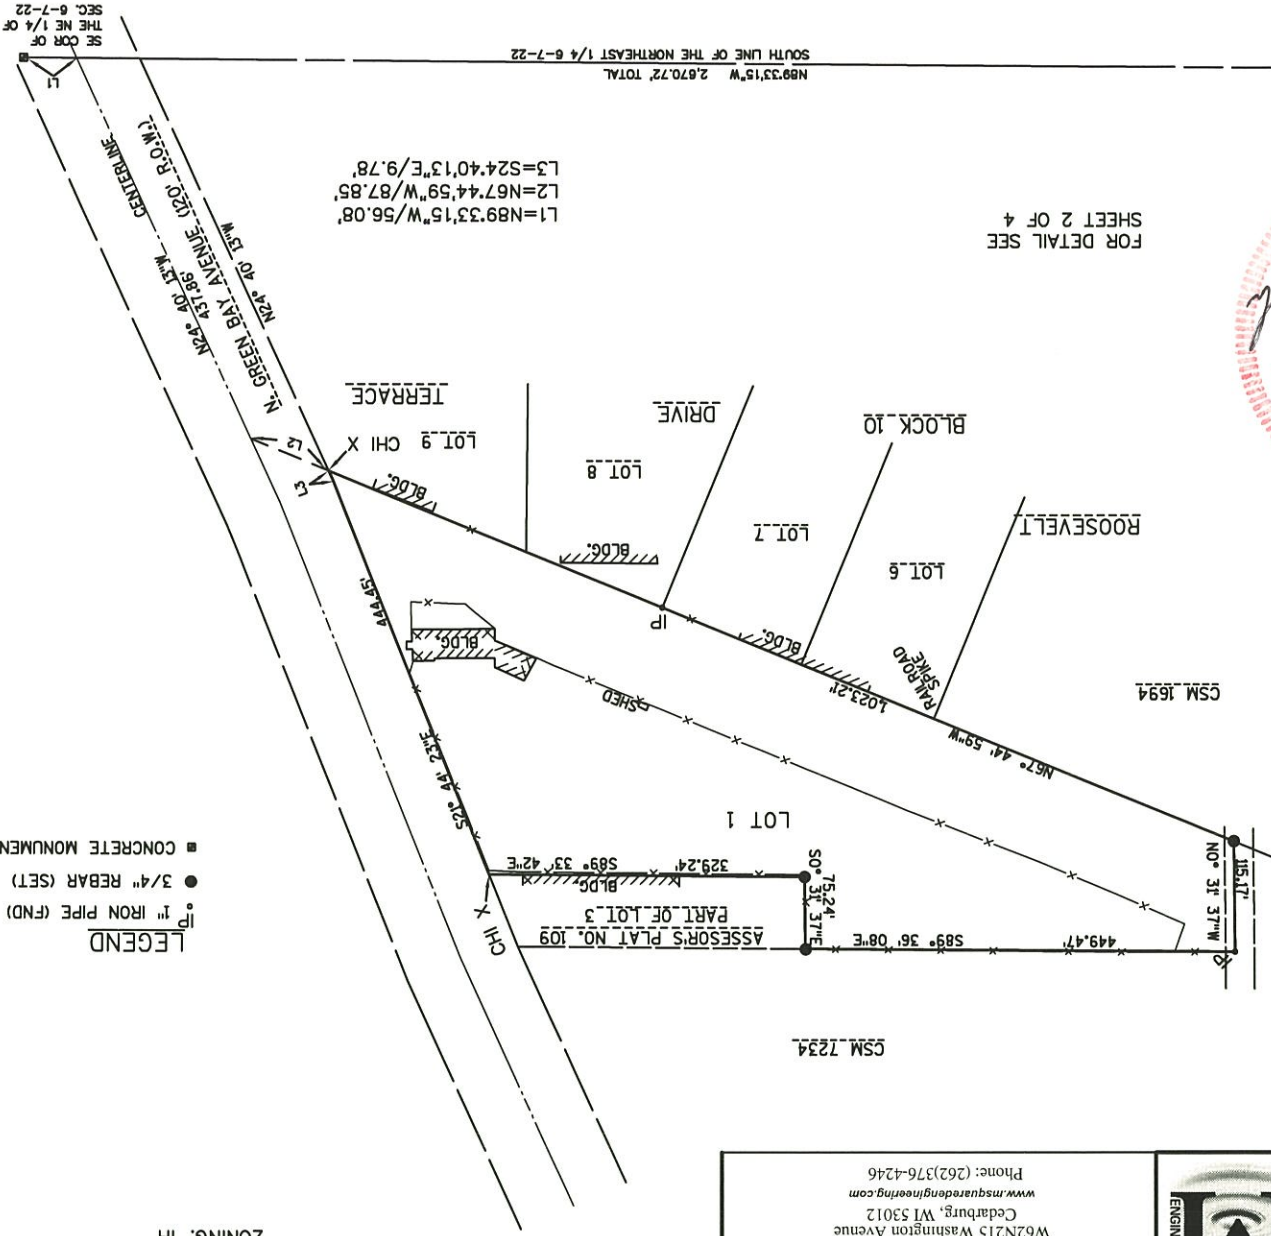 ZONING: IH
W62N215 Washington Avenue
Cedarburg, WI 53012
www.msquaredengineering.com
Phone: (262)376-4246
ENGIN
CSM 7234
LEGEND
IP 1" IRON PIPE (FND)
3/4" REBAR (SET)
CONCRETE MONUMEN
449.47'
S89° 36' 08"E
IP
115.17'
N0° 31' 37"W
ASSESOR'S PLAT NO. 109
PART OF LOT 3
BLDG.
CHI X
75.24'
S0° 31' 37"E
329.24'
S89° 33' 42"E
LOT 1
S21° 44' 23"E
444.45'
N67° 44' 59"W
1,023.21'
CSM 1694
SHED
BLDG.
RAILROAD
SPIKE
BLDG.
IP
LOT 6
LOT 7
BLDG.
LOT 8
BLDG.
LOT 9
CHI X
L3
L2
ROOSEVELT
BLOCK 10
DRIVE
TERRACE
N. GREEN BAY AVENUE (120' R.O.W.)
N24° 40' 13"W
437.86'
N24° 40' 13"W
CENTERLINE
FOR DETAIL SEE
SHEET 2 OF 4
L1=N89°33'15"W/56.08'
L2=N67°44'59"W/87.85'
L3=S24°40'13"E/9.78'
N89°33'15"W 2,670.72' TOTAL
SOUTH LINE OF THE NORTHEAST 1/4 6-7-22
L1
SE COR OF
THE NE 1/4 OF
SEC. 6-7-22